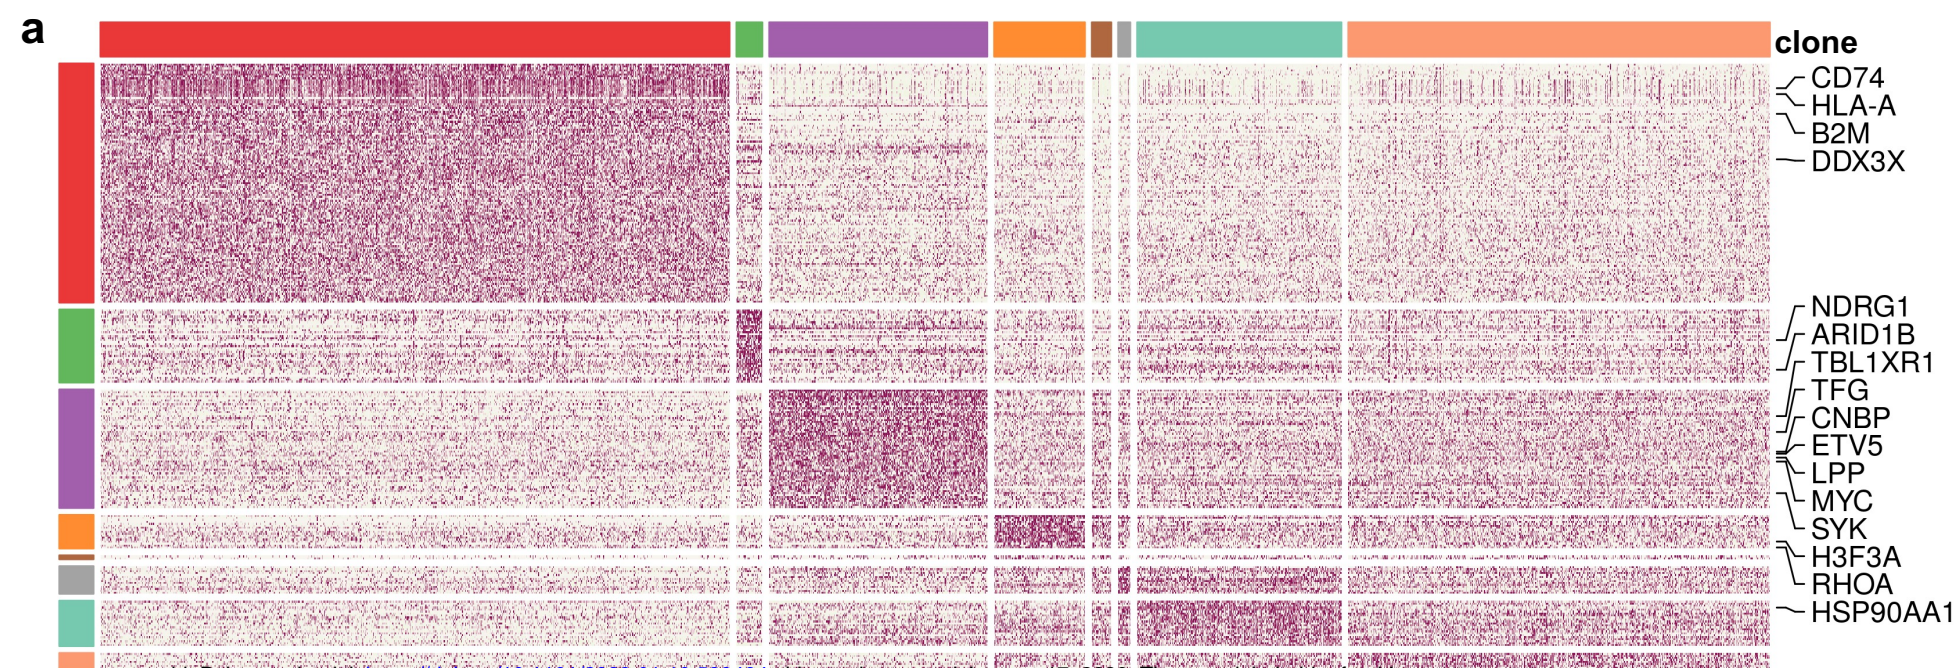 a
clone
CD74
HLA-A
B2M
DDX3X
NDRG1
ARID1B
TBL1XR1
TFG
CNBP
ETV5
LPP
MYC
SYK
H3F3A
RHOA
HSP90AA1